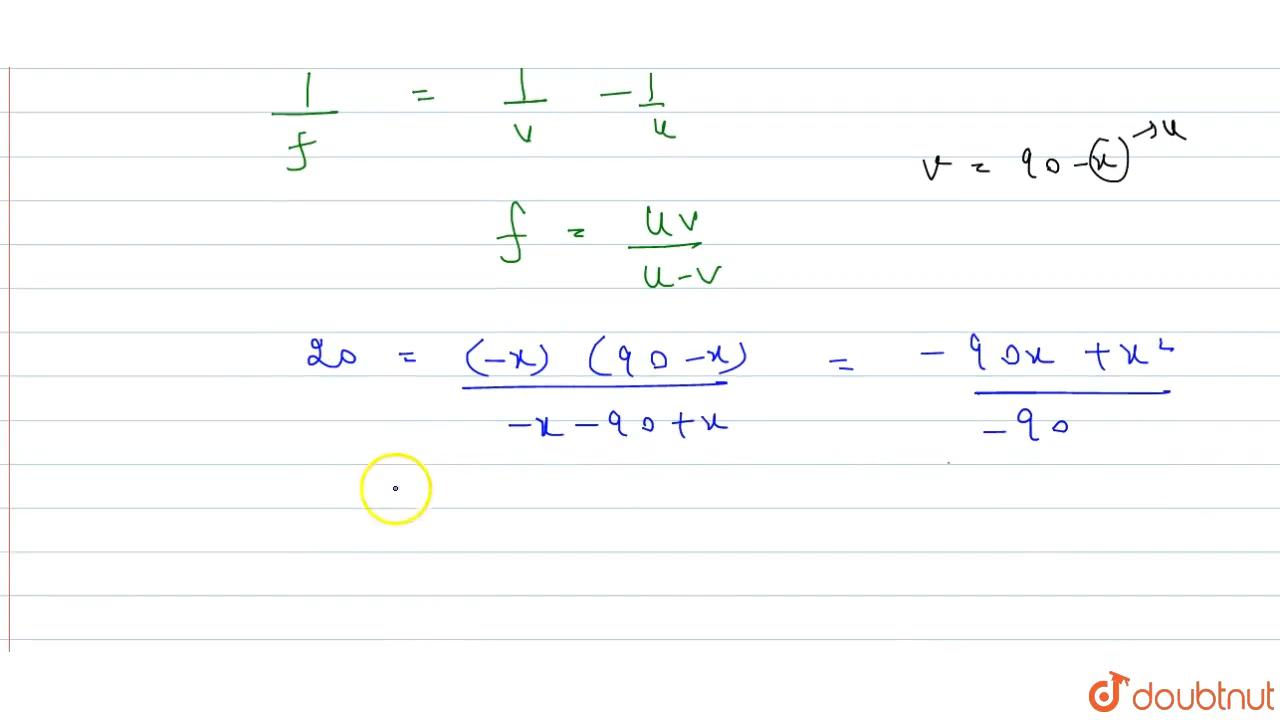 1/f = 1/v - 1/u
v = 90 - x → u
f = uv/u-v
20 = (-x) (90-x)/-x-90+x = -90x + x²/-90
doubtnut